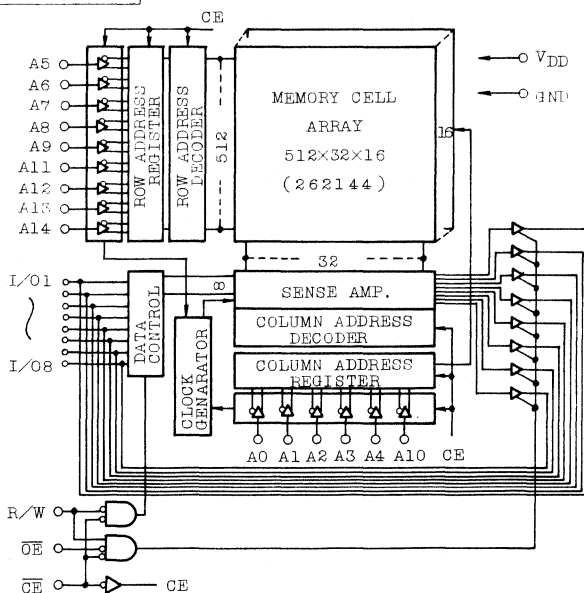 CE
A5
A6
A7
A8
A9
A11
A12
A13
A14
ROW ADDRESS
REGISTER
ROW ADDRESS
DECODER
512
MEMORY CELL
ARRAY
512×32×16
(262144)
16
VDD
GND
32
I/O1
I/O8
DATA
CONTROL
8
SENSE AMP.
COLUMN ADDRESS
DECODER
COLUMN ADDRESS
REGISTER
CLOCK
GENARATOR
A0 A1 A2 A3 A4 A10 CE
R/W
OE
CE
CE